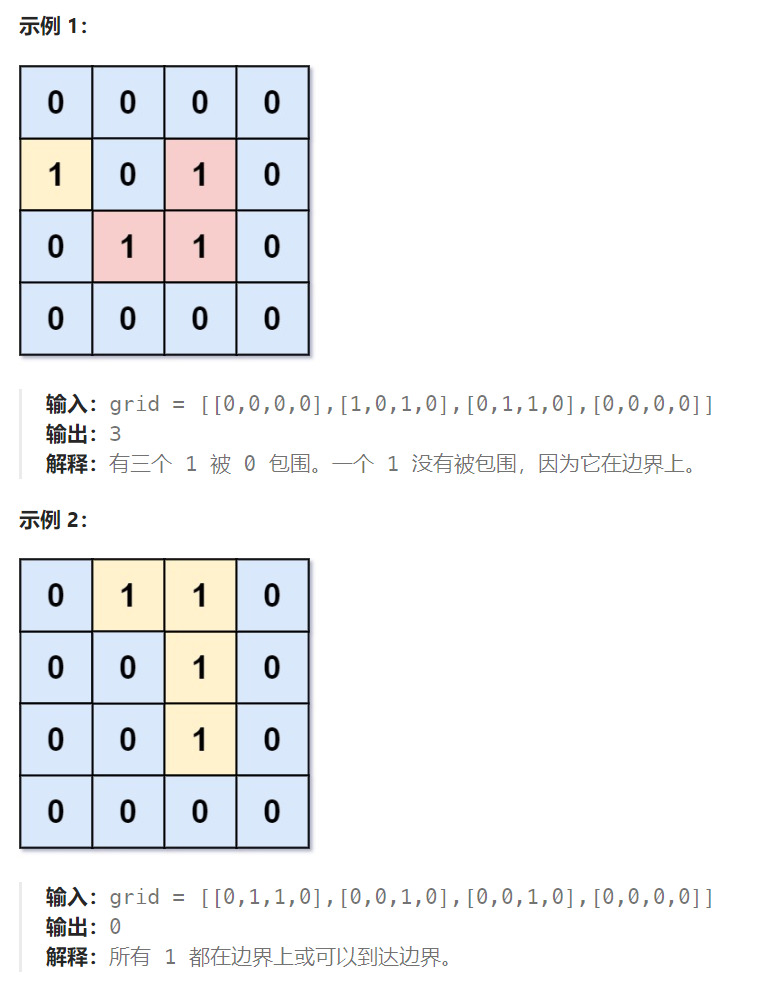 示例 1：
0 0 0 0
1 0 1 0
0 1 1 0
0 0 0 0
输入：grid = [[0,0,0,0],[1,0,1,0],[0,1,1,0],[0,0,0,0]]
输出：3
解释：有三个 1 被 0 包围。一个 1 没有被包围，因为它在边界上。
示例 2：
0 1 1 0
0 0 1 0
0 0 1 0
0 0 0 0
输入：grid = [[0,1,1,0],[0,0,1,0],[0,0,1,0],[0,0,0,0]]
输出：0
解释：所有 1 都在边界上或可以到达边界。